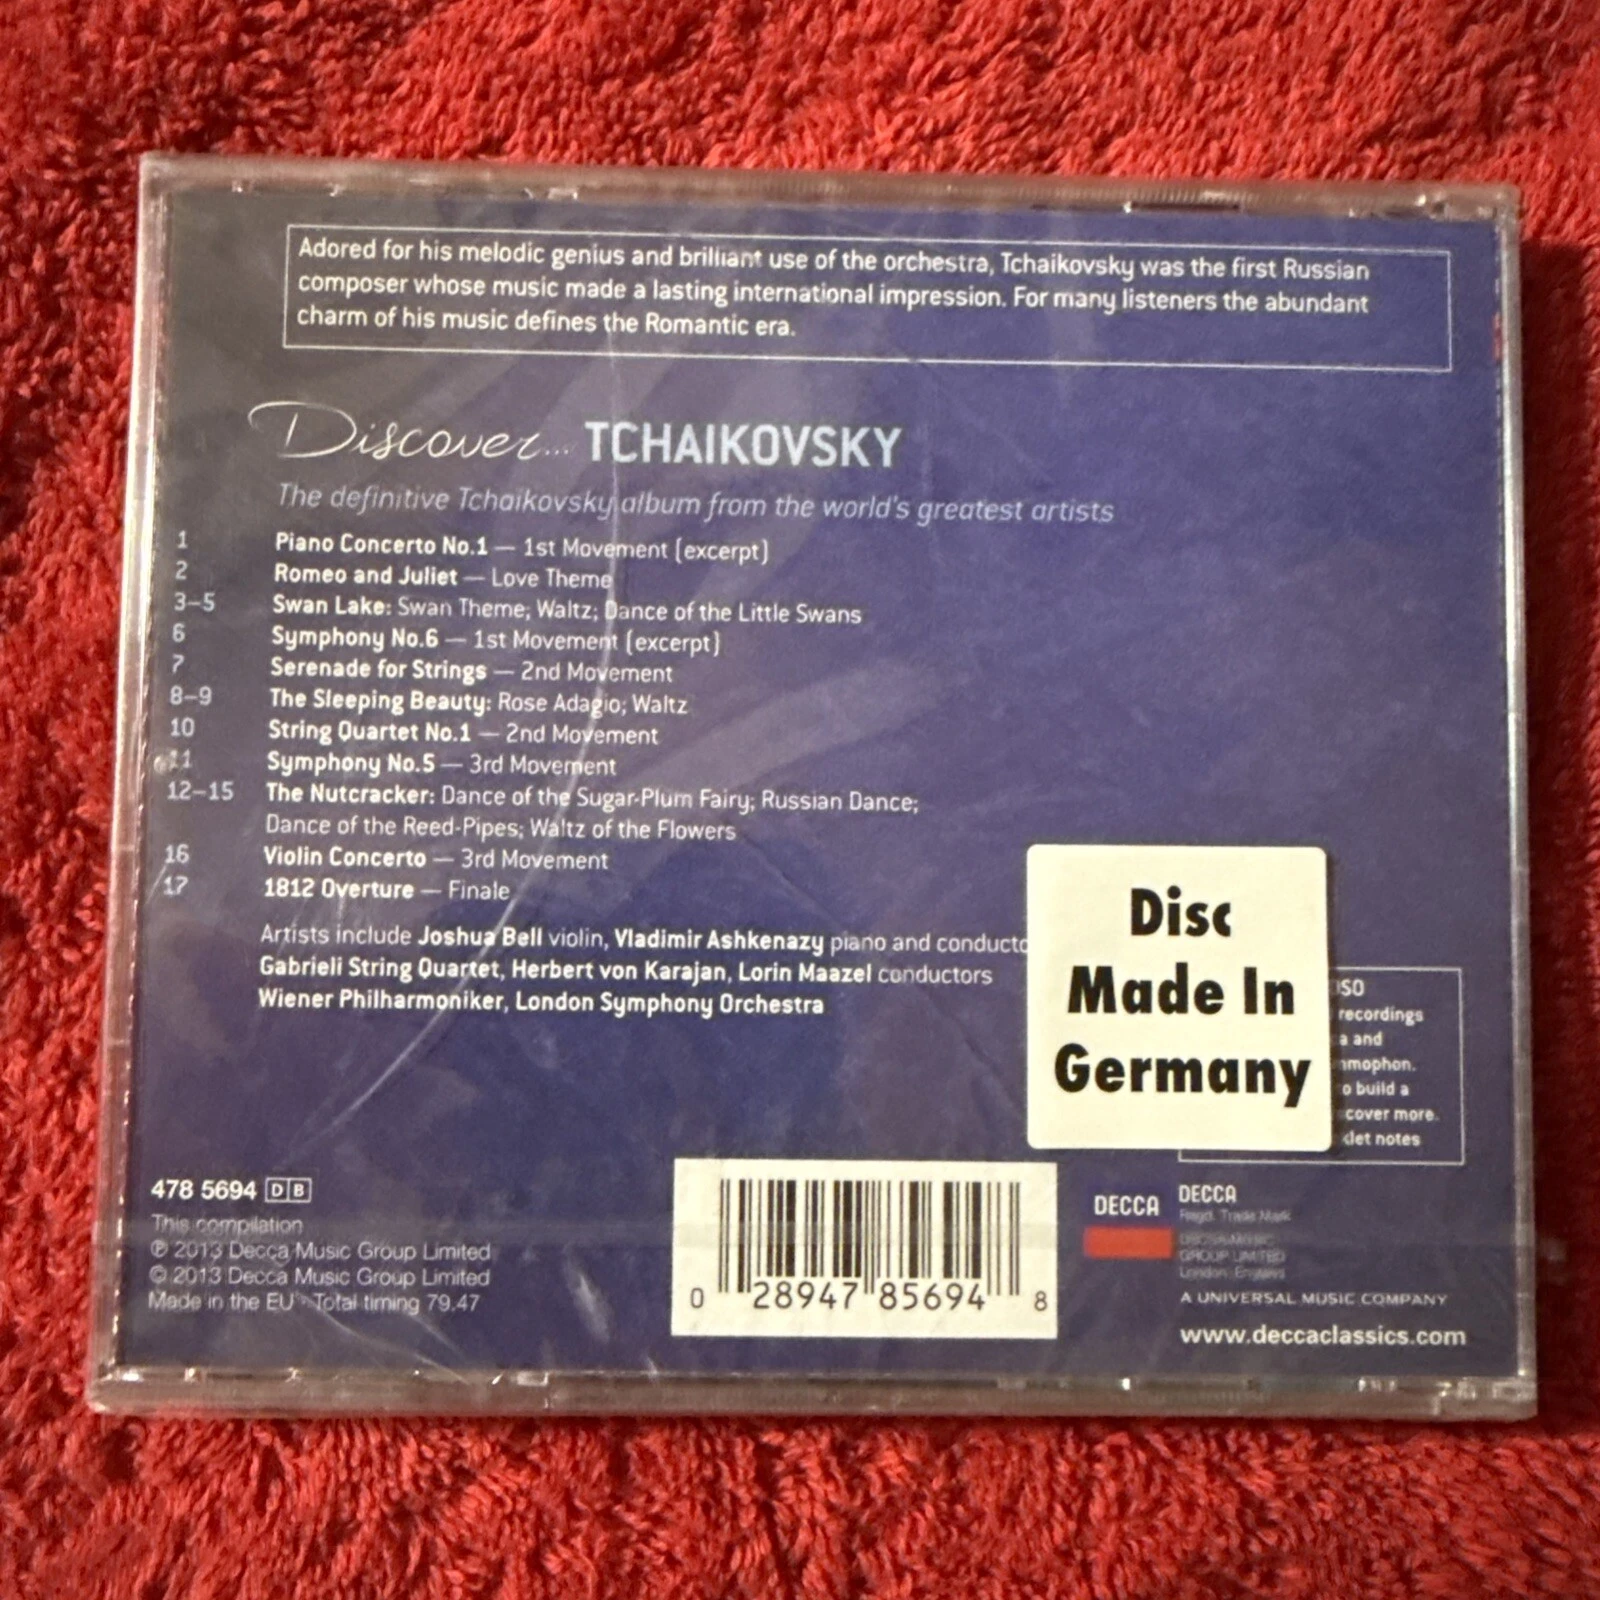 Adored for his melodic genius and brilliant use of the orchestra, Tchaikovsky was the first Russian
composer whose music made a lasting international impression. For many listeners the abundant
charm of his music defines the Romantic era.
Discover... TCHAIKOVSKY
The definitive Tchaikovsky album from the world's greatest artists
1 Piano Concerto No.1 — 1st Movement (excerpt)
2 Romeo and Juliet — Love Theme
3–5 Swan Lake: Swan Theme; Waltz; Dance of the Little Swans
6 Symphony No.6 — 1st Movement (excerpt)
7 Serenade for Strings — 2nd Movement
8–9 The Sleeping Beauty: Rose Adagio; Waltz
10 String Quartet No.1 — 2nd Movement
11 Symphony No.5 — 3rd Movement
12–15 The Nutcracker: Dance of the Sugar-Plum Fairy; Russian Dance;
Dance of the Reed-Pipes; Waltz of the Flowers
16 Violin Concerto — 3rd Movement
17 1812 Overture — Finale
Artists include Joshua Bell violin, Vladimir Ashkenazy piano and conducto
Gabrieli String Quartet, Herbert von Karajan, Lorin Maazel conductors
Wiener Philharmoniker, London Symphony Orchestra
Disc
Made In
Germany
recordings
a and
o build a
cover more.
notes
478 5694 D B
This compilation
℗ 2013 Decca Music Group Limited
© 2013 Decca Music Group Limited
Made in the EU Total timing 79.47
0 28947 85694 8
DECCA
DECCA
Regd. Trade Mark
GROUP LIMITED
London, England
A UNIVERSAL MUSIC COMPANY
www.deccaclassics.com